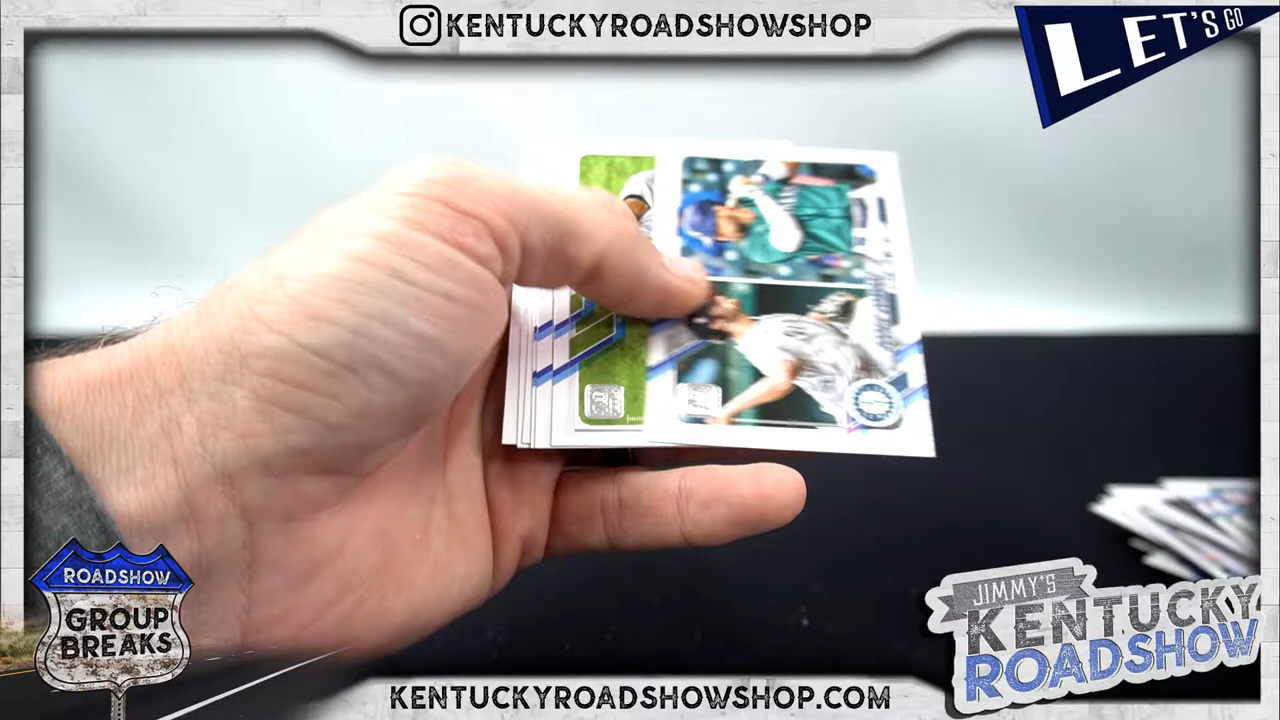 KENTUCKYROADSHOWSHOP
LET'S GO
ROADSHOW
GROUP
BREAKS
JIMMY'S
KENTUCKY
ROADSHOW
KENTUCKYROADSHOWSHOP.COM